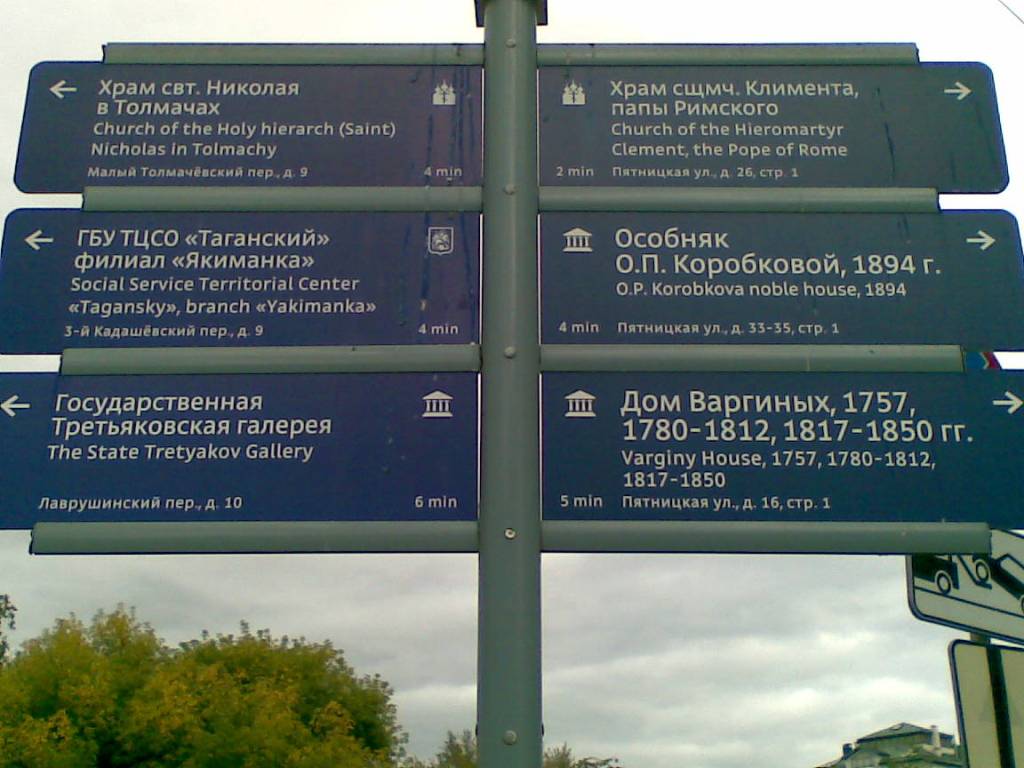 Храм свт. Николая
в Толмачах
Church of the Holy hierarch (Saint)
Nicholas in Tolmachy
Малый Толмачёвский пер., д. 9
4 min
ГБУ ТЦСО «Таганский»
филиал «Якиманка»
Social Service Territorial Center
«Tagansky», branch «Yakimanka»
3-й Кадашёвский пер., д. 9
4 min
Государственная
Третьяковская галерея
The State Tretyakov Gallery
Лаврушинский пер., д. 10
6 min
Храм сщмч. Климента,
папы Римского
Church of the Hieromartyr
Clement, the Pope of Rome
2 min
Пятницкая ул., д. 26, стр. 1
Особняк
О.П. Коробковой, 1894 г.
O.P. Korobkova noble house, 1894
4 min
Пятницкая ул., д. 33-35, стр. 1
Дом Варгиных, 1757,
1780-1812, 1817-1850 гг.
Varginy House, 1757, 1780-1812,
1817-1850
5 min
Пятницкая ул., д. 16, стр. 1